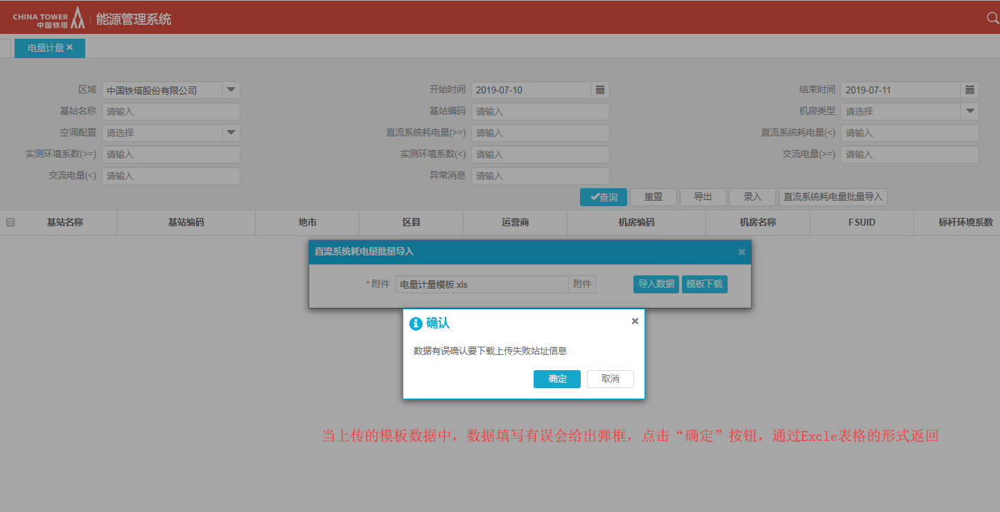 CHINA TOWER
中国铁塔
能源管理系统
电量计量
区域 中国铁塔股份有限公司 开始时间 2019-07-10 结束时间 2019-07-11
基站名称 请输入 基站编码 请输入 机房类型 请选择
空调配置 请选择 直流系统耗电量(>=) 请输入 直流系统耗电量(<) 请输入
实测环境系数(>=) 请输入 实测环境系数(<) 请输入 交流电量(>=) 请输入
交流电量(<) 请输入 异常消息 请输入
查询 重置 导出 录入 直流系统耗电量批量导入
基站名称 基站编码 地市 区县 运营商 机房编码 机房名称 FSUID 标杆环境系数
直流系统耗电量批量导入
* 附件 电量计量模板.xls 附件 导入数据 模板下载
确认
数据有误确认要下载上传失败站址信息
确定 取消
当上传的模板数据中，数据填写有误会给出弹框，点击“确定”按钮，通过Excle表格的形式返回